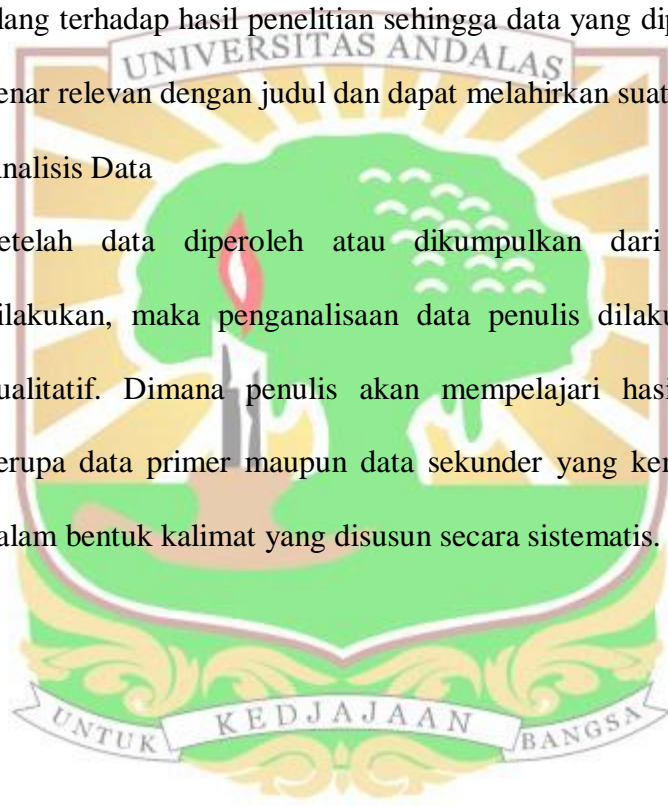 lang terhadap hasil penelitian sehingga data yang dip
UNIVERSITAS ANDALAS
enar relevan dengan judul dan dapat melahirkan suat
nalisis Data
etelah data diperoleh atau dikumpulkan dari
ilakukan, maka penganalisaan data penulis dilaku
ualitatif. Dimana penulis akan mempelajari hasi
erupa data primer maupun data sekunder yang ker
alam bentuk kalimat yang disusun secara sistematis.
UNTUK KEDJAJAAN BANGSA